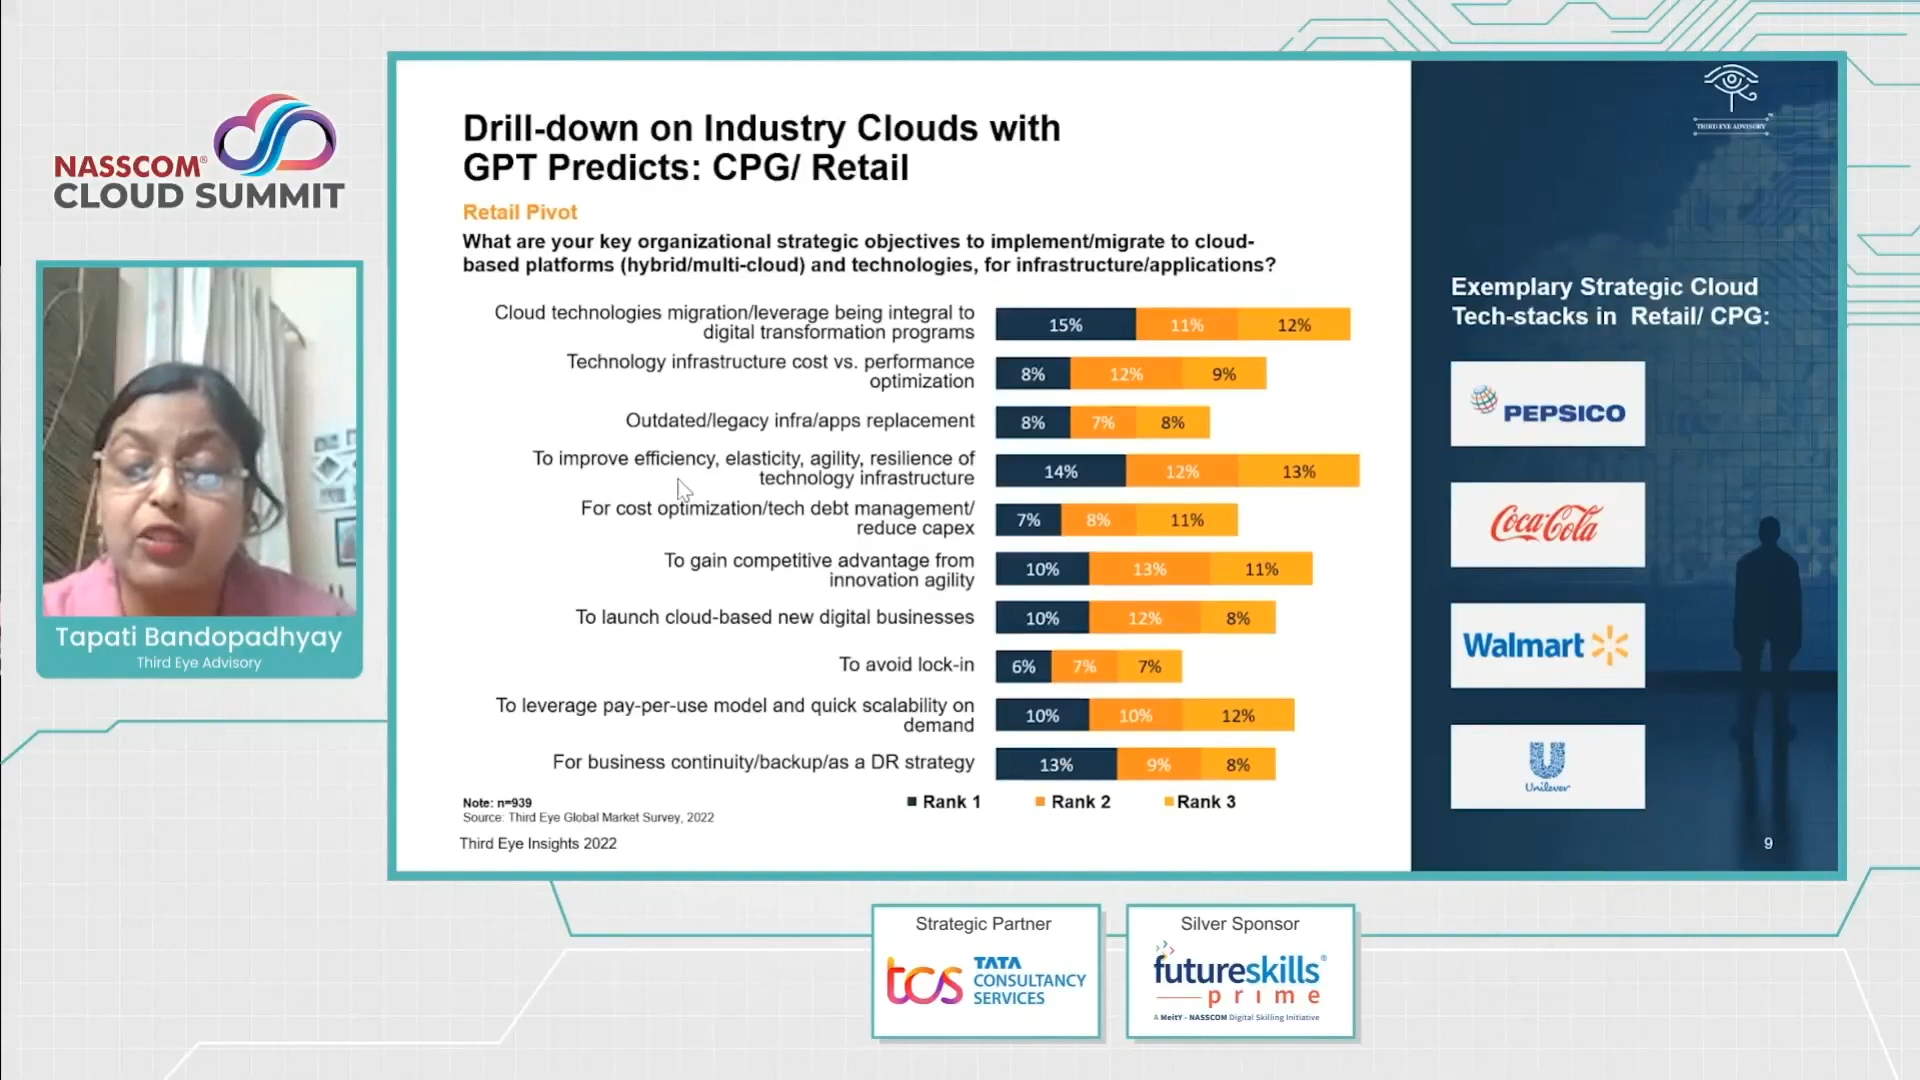 NASSCOM®
CLOUD SUMMIT
Tapati Bandopadhyay
Third Eye Advisory
Drill-down on Industry Clouds with
GPT Predicts: CPG/ Retail
Retail Pivot
What are your key organizational strategic objectives to implement/migrate to cloud-
based platforms (hybrid/multi-cloud) and technologies, for infrastructure/applications?
Cloud technologies migration/leverage being integral to
digital transformation programs
15% 11% 12%
Technology infrastructure cost vs. performance
optimization
8% 12% 9%
Outdated/legacy infra/apps replacement
8% 7% 8%
To improve efficiency, elasticity, agility, resilience of
technology infrastructure
14% 12% 13%
For cost optimization/tech debt management/
reduce capex
7% 8% 11%
To gain competitive advantage from
innovation agility
10% 13% 11%
To launch cloud-based new digital businesses
10% 12% 8%
To avoid lock-in
6% 7% 7%
To leverage pay-per-use model and quick scalability on
demand
10% 10% 12%
For business continuity/backup/as a DR strategy
13% 9% 8%
Rank 1 Rank 2 Rank 3
Note: n=939
Source: Third Eye Global Market Survey, 2022
Third Eye Insights 2022
THIRD EYE ADVISORY™
Exemplary Strategic Cloud
Tech-stacks in Retail/ CPG:
PEPSICO
Coca-Cola
Walmart
Unilever
9
Strategic Partner
tcs
TATA
CONSULTANCY
SERVICES
Silver Sponsor
futureskills®
prime
A MeitY - NASSCOM Digital Skilling Initiative